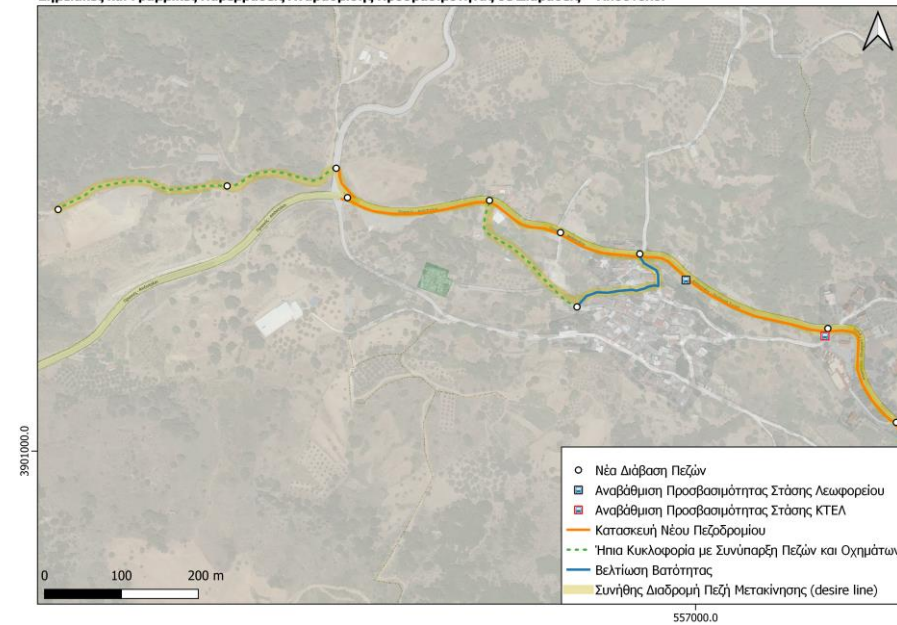 3901000.0
Νέα Διάβαση Πεζών
Αναβάθμιση Προσβασιμότητας Στάσης Λεωφορείου
Αναβάθμιση Προσβασιμότητας Στάσης ΚΤΕΛ
Κατασκευή Νέου Πεζοδρομίου
Ήπια Κυκλοφορία με Συνύπαρξη Πεζών και Οχημάτων
Βελτίωση Βατότητας
Συνήθης Διαδρομή Πεζή Μετακίνησης (desire line)
0 100 200 m
557000.0